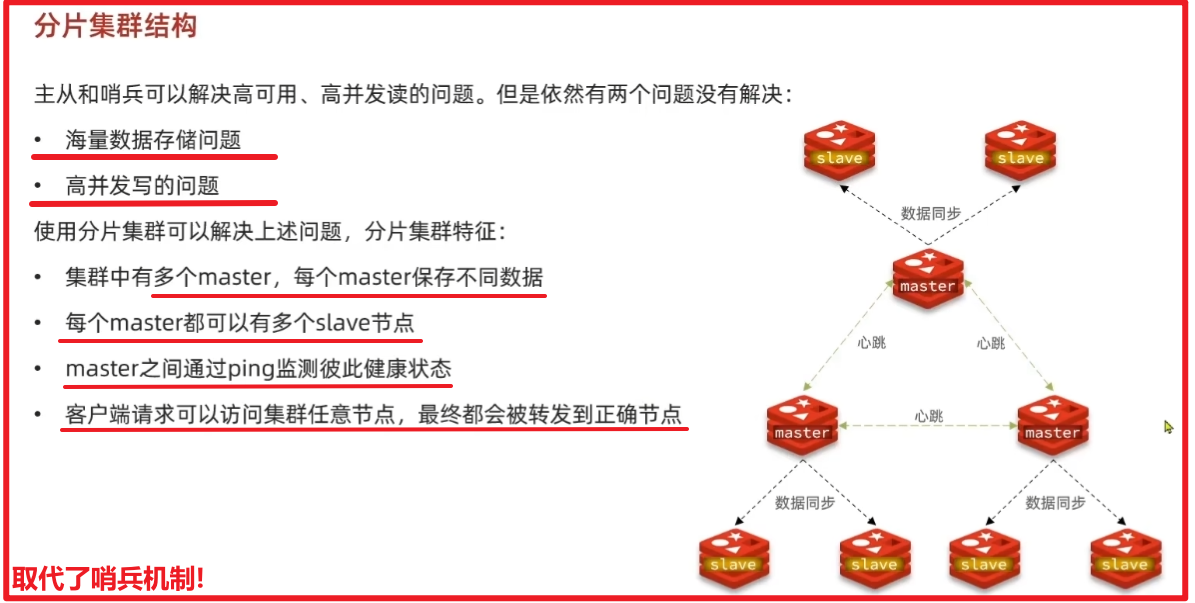 分片集群结构
主从和哨兵可以解决高可用、高并发读的问题。但是依然有两个问题没有解决：
• 海量数据存储问题
• 高并发写的问题
使用分片集群可以解决上述问题，分片集群特征：
• 集群中有多个master，每个master保存不同数据
• 每个master都可以有多个slave节点
• master之间通过ping监测彼此健康状态
• 客户端请求可以访问集群任意节点，最终都会被转发到正确节点
取代了哨兵机制!
slave
slave
数据同步
master
心跳
心跳
master
心跳
master
数据同步
数据同步
slave
slave
slave
slave